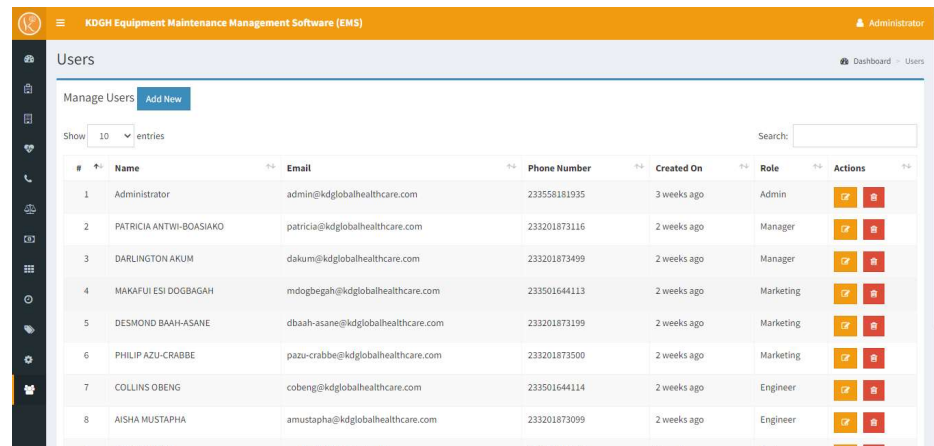 KDGH Equipment Maintenance Management Software (EMS) Administrator
Users Dashboard > Users
Manage Users Add New
Show 10 entries Search:
# Name Email Phone Number Created On Role Actions
1 Administrator admin@kdglobalhealthcare.com 233558181935 3 weeks ago Admin
2 PATRICIA ANTWI-BOASIAKO patricia@kdglobalhealthcare.com 233201873116 2 weeks ago Manager
3 DARLINGTON AKUM dakum@kdglobalhealthcare.com 233201873499 2 weeks ago Manager
4 MAKAFUI ESI DOGBAGAH mdogbegah@kdglobalhealthcare.com 233501644113 2 weeks ago Marketing
5 DESMOND BAAH-ASANE dbaah-asane@kdglobalhealthcare.com 233201873199 2 weeks ago Marketing
6 PHILIP AZU-CRABBE pazu-crabbe@kdglobalhealthcare.com 233201873500 2 weeks ago Marketing
7 COLLINS OBENG cobeng@kdglobalhealthcare.com 233501644114 2 weeks ago Engineer
8 AISHA MUSTAPHA amustapha@kdglobalhealthcare.com 233201873099 2 weeks ago Engineer